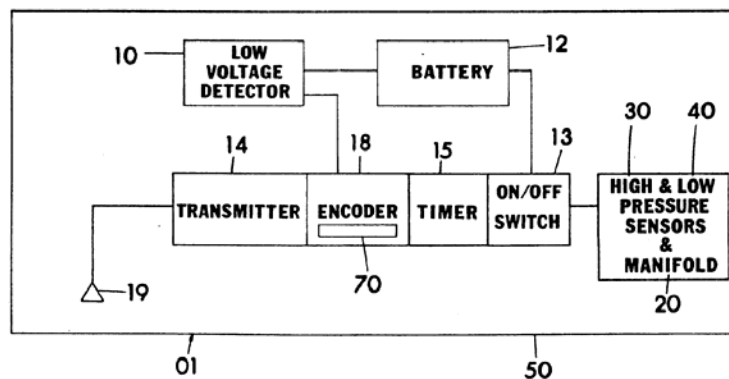 10
LOW
VOLTAGE
DETECTOR
BATTERY
12
14
18
15
13
30
40
TRANSMITTER
ENCODER
TIMER
ON/OFF
SWITCH
HIGH & LOW
PRESSURE
SENSORS
&
MANIFOLD
19
70
20
01
50